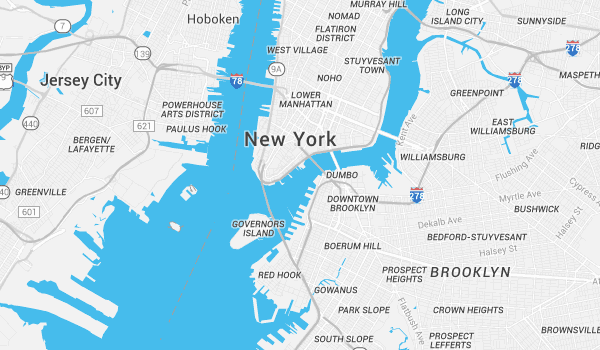 MURRAY HILL
LONG
ISLAND CITY
SUNNYSIDE
NOMAD
Hoboken
7
FLATIRON
DISTRICT
WEST VILLAGE
278
278
139
STUYVESANT
TOWN
9A
NOHO
MASPETH
Jersey City
78
GREENPOINT
LOWER
MANHATTAN
607
POWERHOUSE
ARTS DISTRICT
440
621
PAULUS HOOK
Kent Ave
EAST
WILLIAMSBURG
New York
BERGEN/
LAFAYETTE
RIDG
WILLIAMSBURG
Flushing Ave
DUMBO
GREENVILLE
40
278
Myrtle Ave
Cypress A
DOWNTOWN
BROOKLYN
601
BUSHWICK
GOVERNORS
ISLAND
Dekalb Ave
Halsey St
BEDFORD-STUYVESANT
BOERUM HILL
Halsey St
RED HOOK
PROSPECT
HEIGHTS
BROOKLYN
GOWANUS
PARK SLOPE
Flatbush Ave
CROWN HEIGHTS
SOUTH SLOPE
PROSPECT
LEFFERTS
BROWNSVILLE